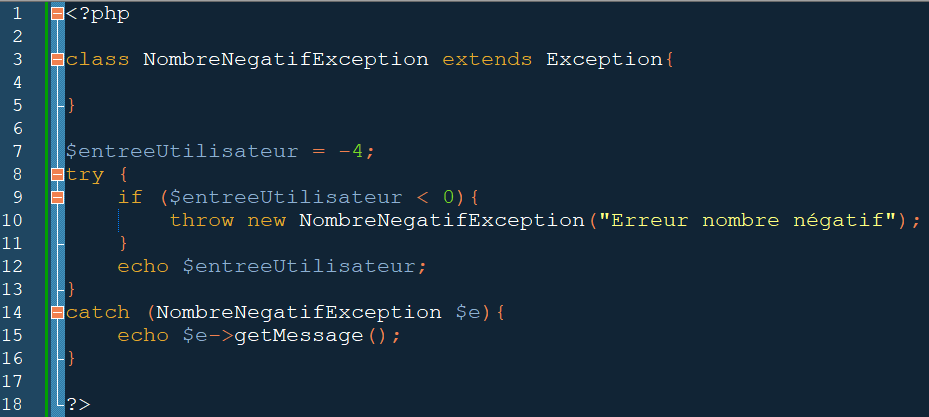 1 <?php
2
3 class NombreNegatifException extends Exception{
4
5 }
6
7 $entreeUtilisateur = -4;
8 try {
9     if ($entreeUtilisateur < 0){
10         throw new NombreNegatifException("Erreur nombre négatif");
11     }
12     echo $entreeUtilisateur;
13 }
14 catch (NombreNegatifException $e){
15     echo $e->getMessage();
16 }
17
18 ?>